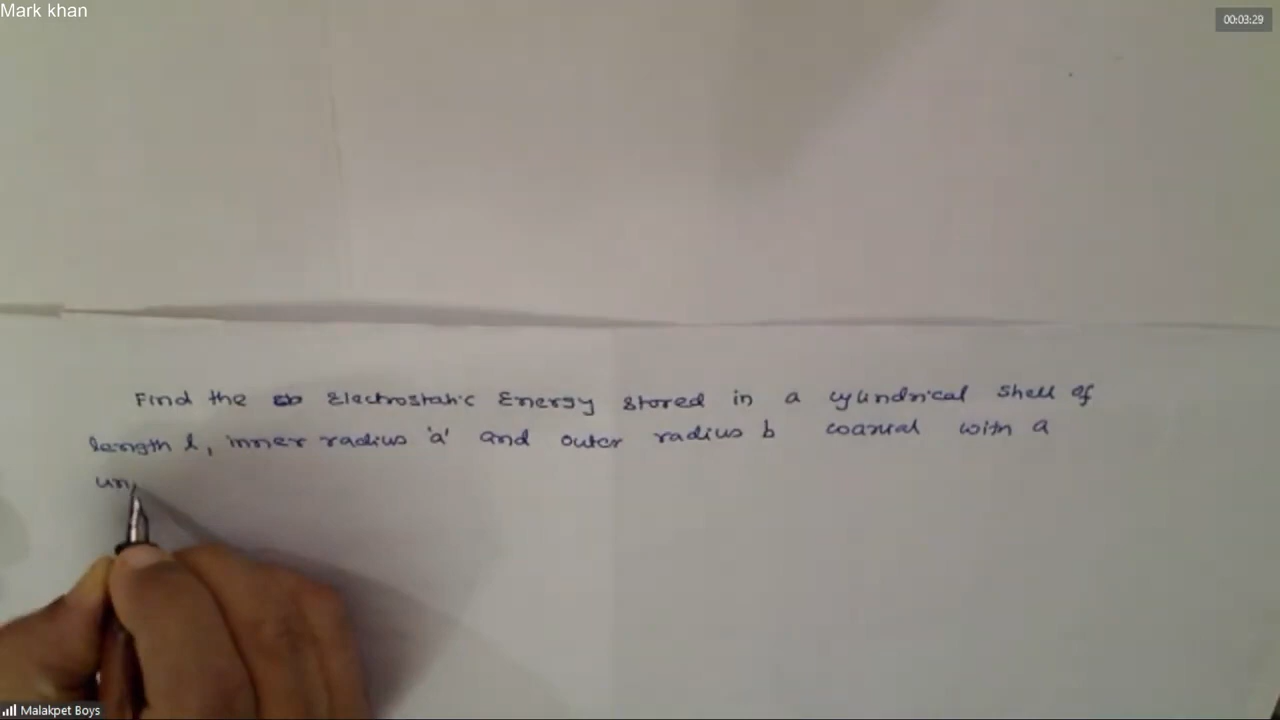 Mark khan
00:03:29
Find the Electrostatic Energy stored in a cylindrical shell of
length l, inner radius 'a' and outer radius b coaxial with a
uni
Malakpet Boys